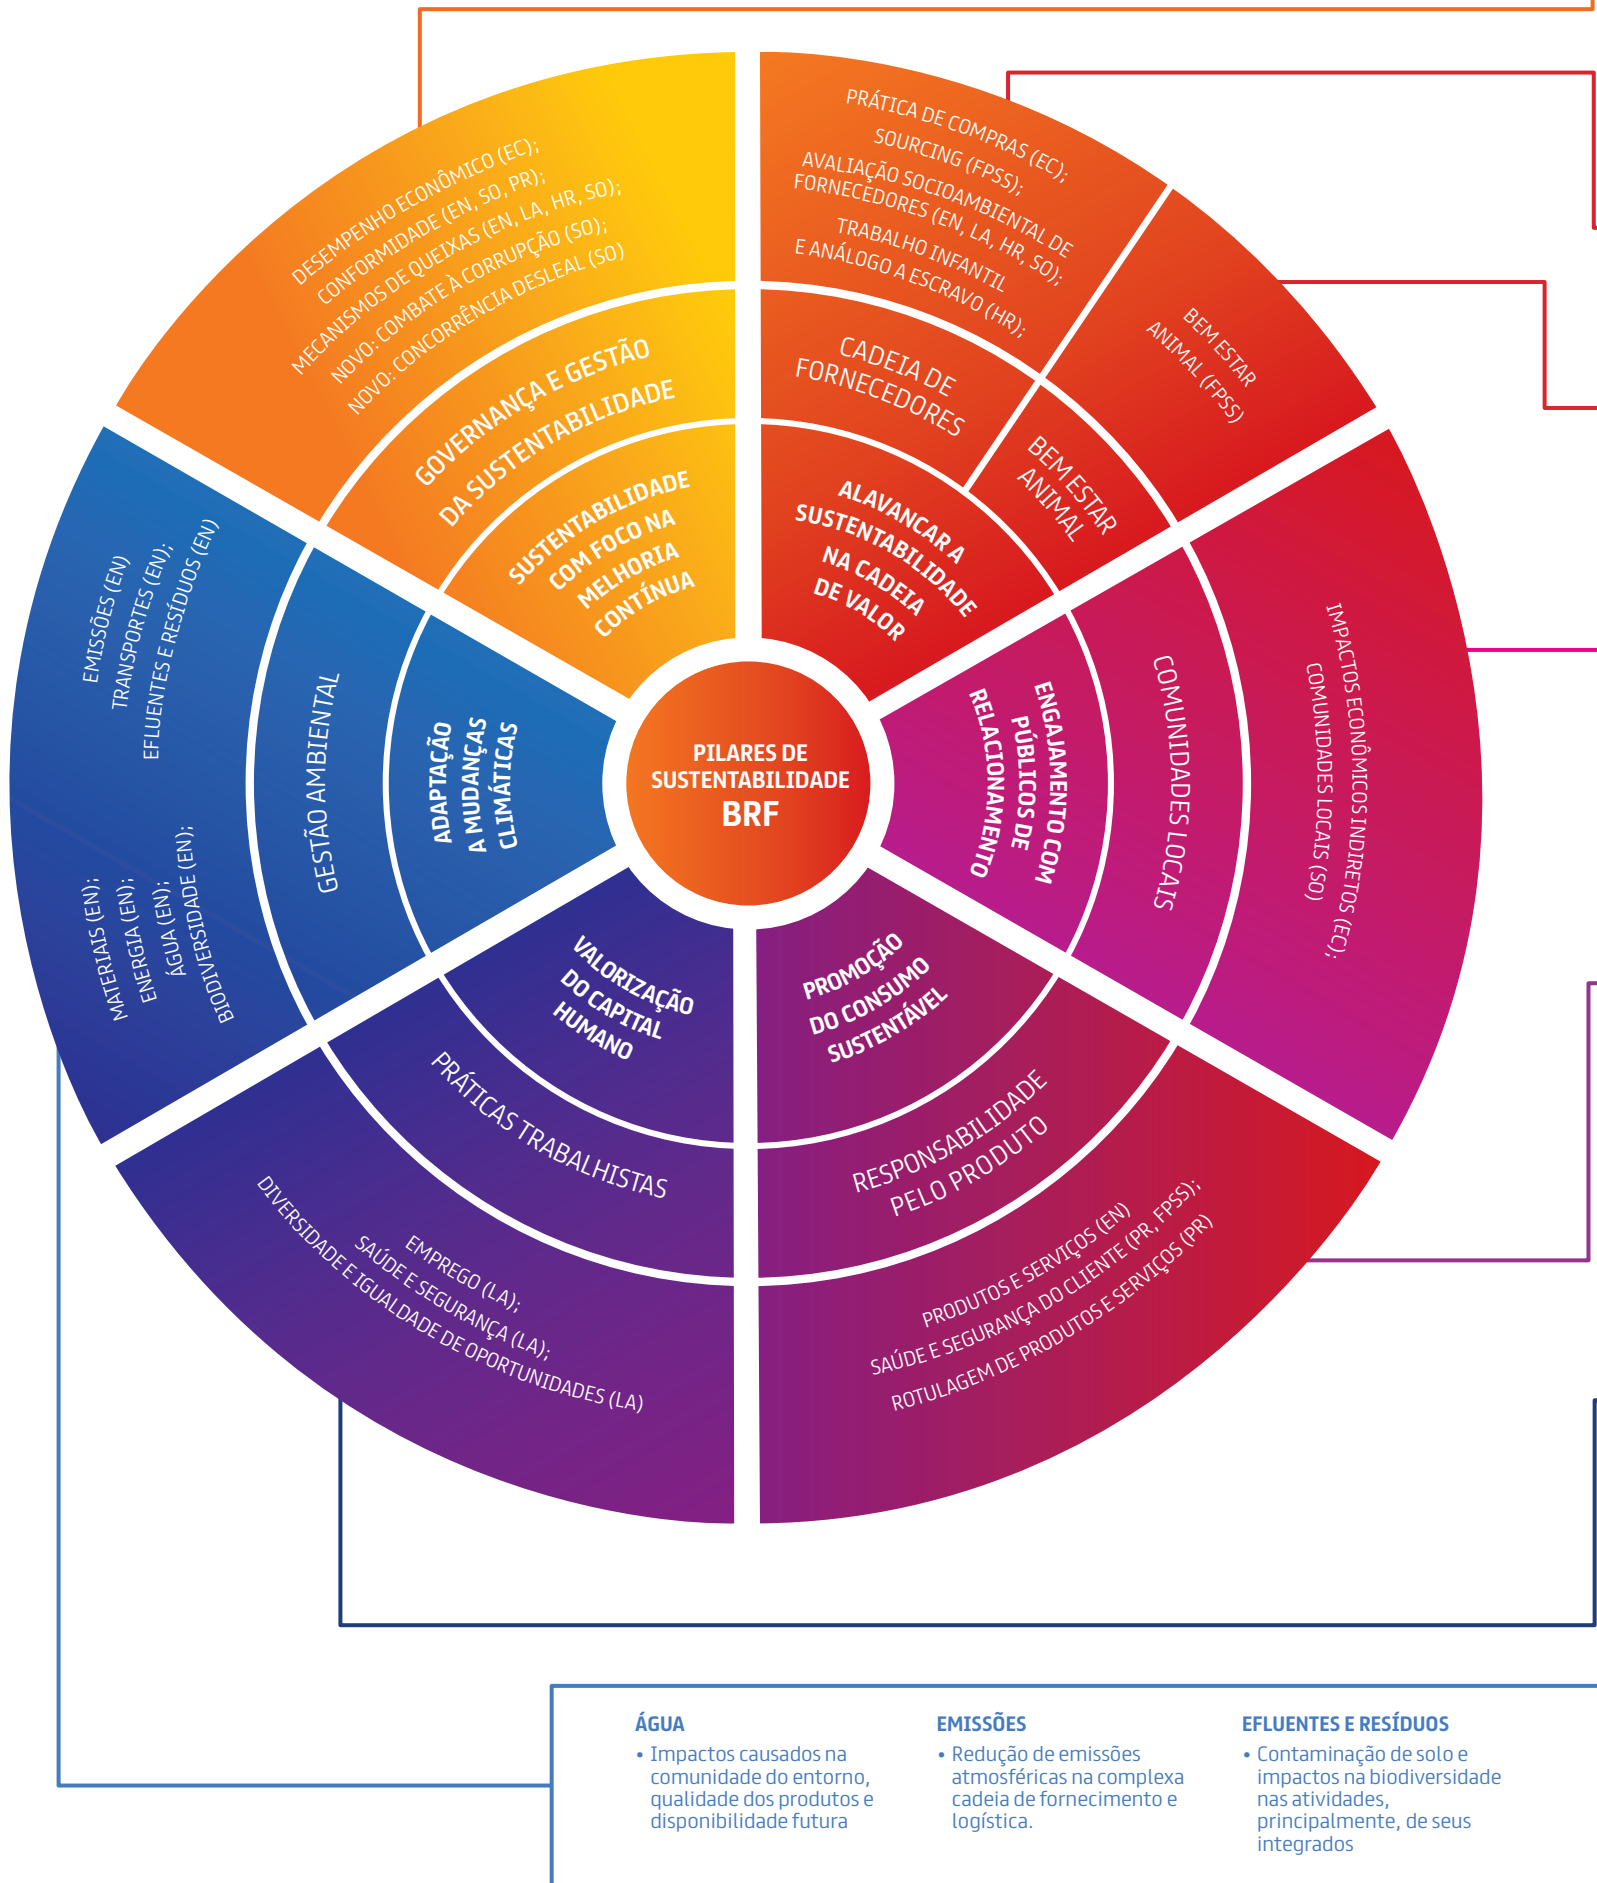 PILARES DE
SUSTENTABILIDADE
BRF
SUSTENTABILIDADE
COM FOCO NA
MELHORIA
CONTÍNUA
GOVERNANÇA E GESTÃO
DA SUSTENTABILIDADE
DESEMPENHO ECONÔMICO (EC);
CONFORMIDADE (EN, SO, PR);
MECANISMOS DE QUEIXAS (EN, LA, HR, SO);
NOVO: COMBATE À CORRUPÇÃO (SO);
NOVO: CONCORRÊNCIA DESLEAL (SO)
ALAVANCAR A
SUSTENTABILIDADE
NA CADEIA
DE VALOR
CADEIA DE
FORNECEDORES
PRÁTICA DE COMPRAS (EC);
SOURCING (FPSS);
AVALIAÇÃO SOCIOAMBIENTAL DE
FORNECEDORES (EN, LA, HR, SO);
TRABALHO INFANTIL
E ANÁLOGO A ESCRAVO (HR);
BEM ESTAR
ANIMAL
BEM ESTAR
ANIMAL (FPSS)
ENGAJAMENTO COM
PÚBLICOS DE
RELACIONAMENTO
COMUNIDADES LOCAIS
IMPACTOS ECONÔMICOS INDIRETOS (EC);
COMUNIDADES LOCAIS (SO)
PROMOÇÃO
DO CONSUMO
SUSTENTÁVEL
RESPONSABILIDADE
PELO PRODUTO
PRODUTOS E SERVIÇOS (EN)
SAÚDE E SEGURANÇA DO CLIENTE (PR, FPSS);
ROTULAGEM DE PRODUTOS E SERVIÇOS (PR)
VALORIZAÇÃO
DO CAPITAL
HUMANO
PRÁTICAS TRABALHISTAS
EMPREGO (LA);
SAÚDE E SEGURANÇA (LA);
DIVERSIDADE E IGUALDADE DE OPORTUNIDADES (LA)
ADAPTAÇÃO
A MUDANÇAS
CLIMÁTICAS
GESTÃO AMBIENTAL
MATERIAIS (EN);
ENERGIA (EN);
ÁGUA (EN);
BIODIVERSIDADE (EN);
EMISSÕES (EN)
TRANSPORTES (EN);
EFLUENTES E RESÍDUOS (EN)
ÁGUA
• Impactos causados na
comunidade do entorno,
qualidade dos produtos e
disponibilidade futura
EMISSÕES
• Redução de emissões
atmosféricas na complexa
cadeia de fornecimento e
logística.
EFLUENTES E RESÍDUOS
• Contaminação de solo e
impactos na biodiversidade
nas atividades,
principalmente, de seus
integrados